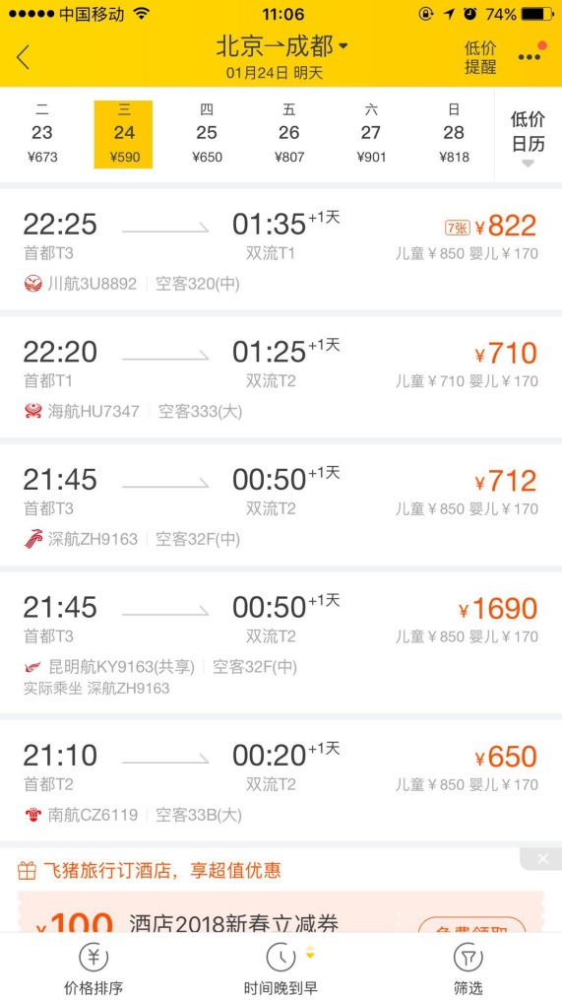 中国移动 11:06 74%
北京→成都
01月24日 明天
低价提醒
二 三 四 五 六 日
23 24 25 26 27 28
¥673 ¥590 ¥650 ¥807 ¥901 ¥818
低价日历
22:25 01:35+1天 7张 ¥822
首都T3 双流T1 儿童¥850 婴儿¥170
川航3U8892 空客320(中)
22:20 01:25+1天 ¥710
首都T1 双流T2 儿童¥710 婴儿¥170
海航HU7347 空客333(大)
21:45 00:50+1天 ¥712
首都T3 双流T2 儿童¥850 婴儿¥170
深航ZH9163 空客32F(中)
21:45 00:50+1天 ¥1690
首都T3 双流T2 儿童¥850 婴儿¥170
昆明航KY9163(共享) 空客32F(中)
实际乘坐 深航ZH9163
21:10 00:20+1天 ¥650
首都T2 双流T2 儿童¥850 婴儿¥170
南航CZ6119 空客33B(大)
飞猪旅行订酒店，享超值优惠
¥100 酒店2018新春立减券 免费领取
价格排序 时间晚到早 筛选